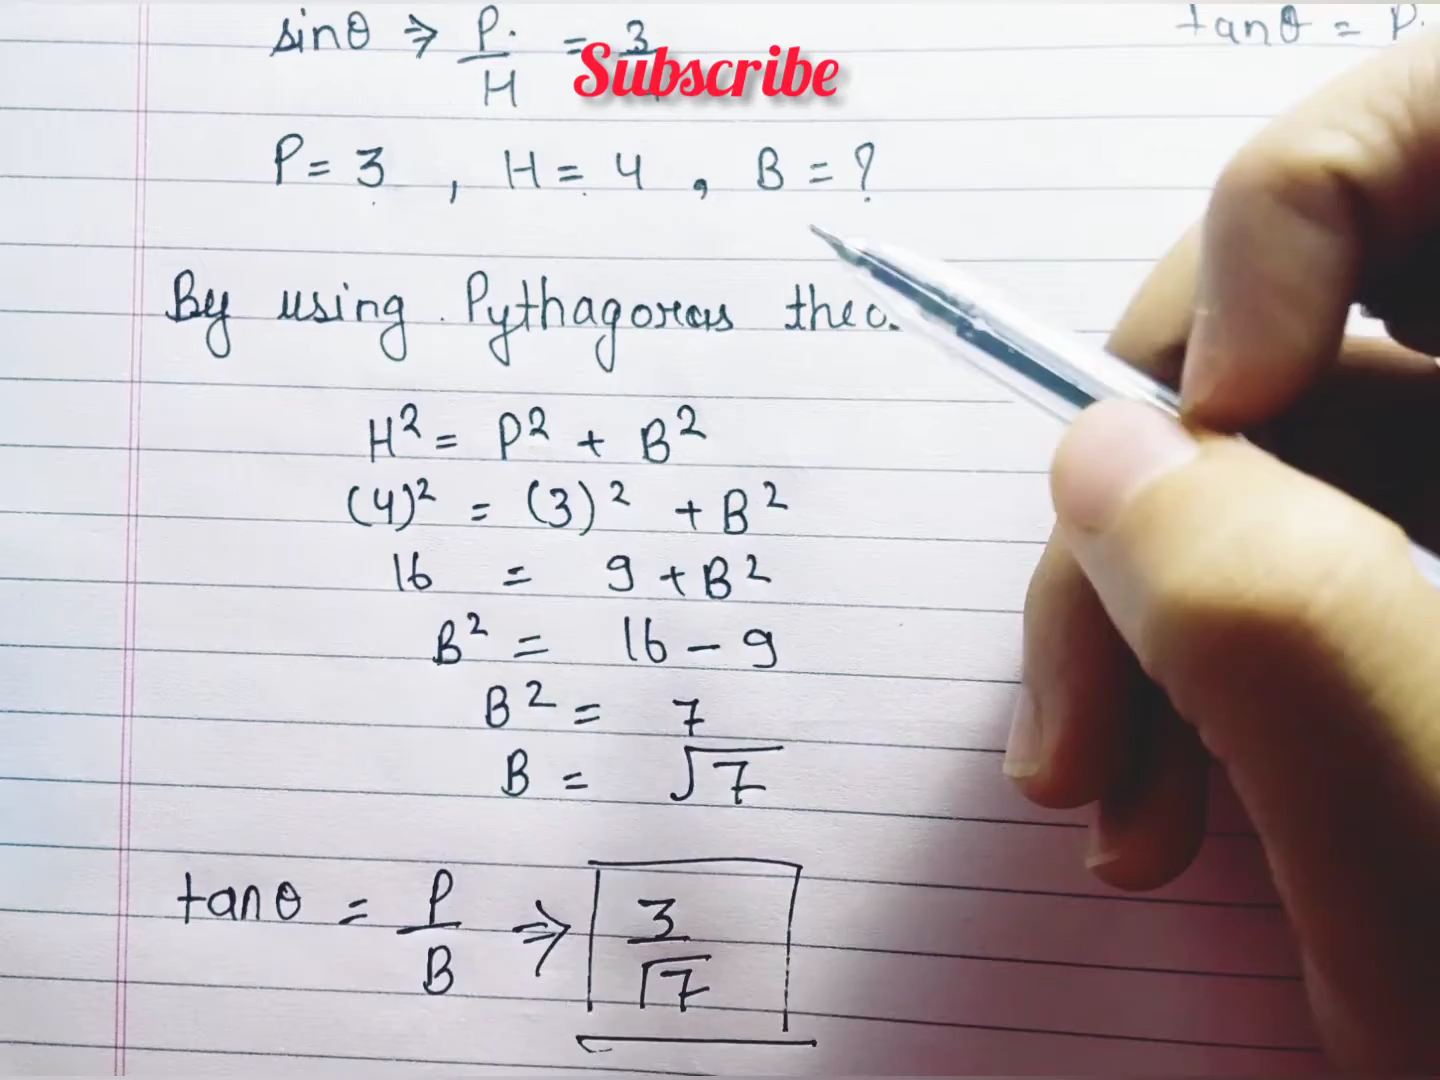 sinθ ⇒ P. / H = 3
tanθ = P.
Subscribe
P = 3 , H = 4 , B = ?
By using Pythagoras theo.
H² = P² + B²
(4)² = (3)² + B²
16 = 9 + B²
B² = 16 - 9
B² = 7
B = √7
tanθ = P / B ⇒ 3 / √7